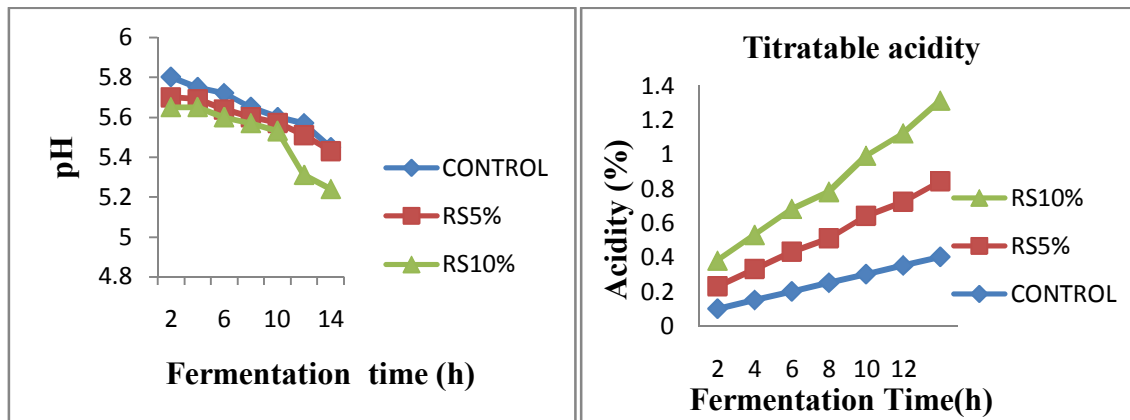 6
5.8
5.6
5.4
5.2
5
4.8
pH
2 6 10 14
Fermentation time (h)
CONTROL
RS5%
RS10%
Titratable acidity
1.4
1.2
1
0.8
0.6
0.4
0.2
0
Acidity (%)
2 4 6 8 10 12
Fermentation Time(h)
RS10%
RS5%
CONTROL